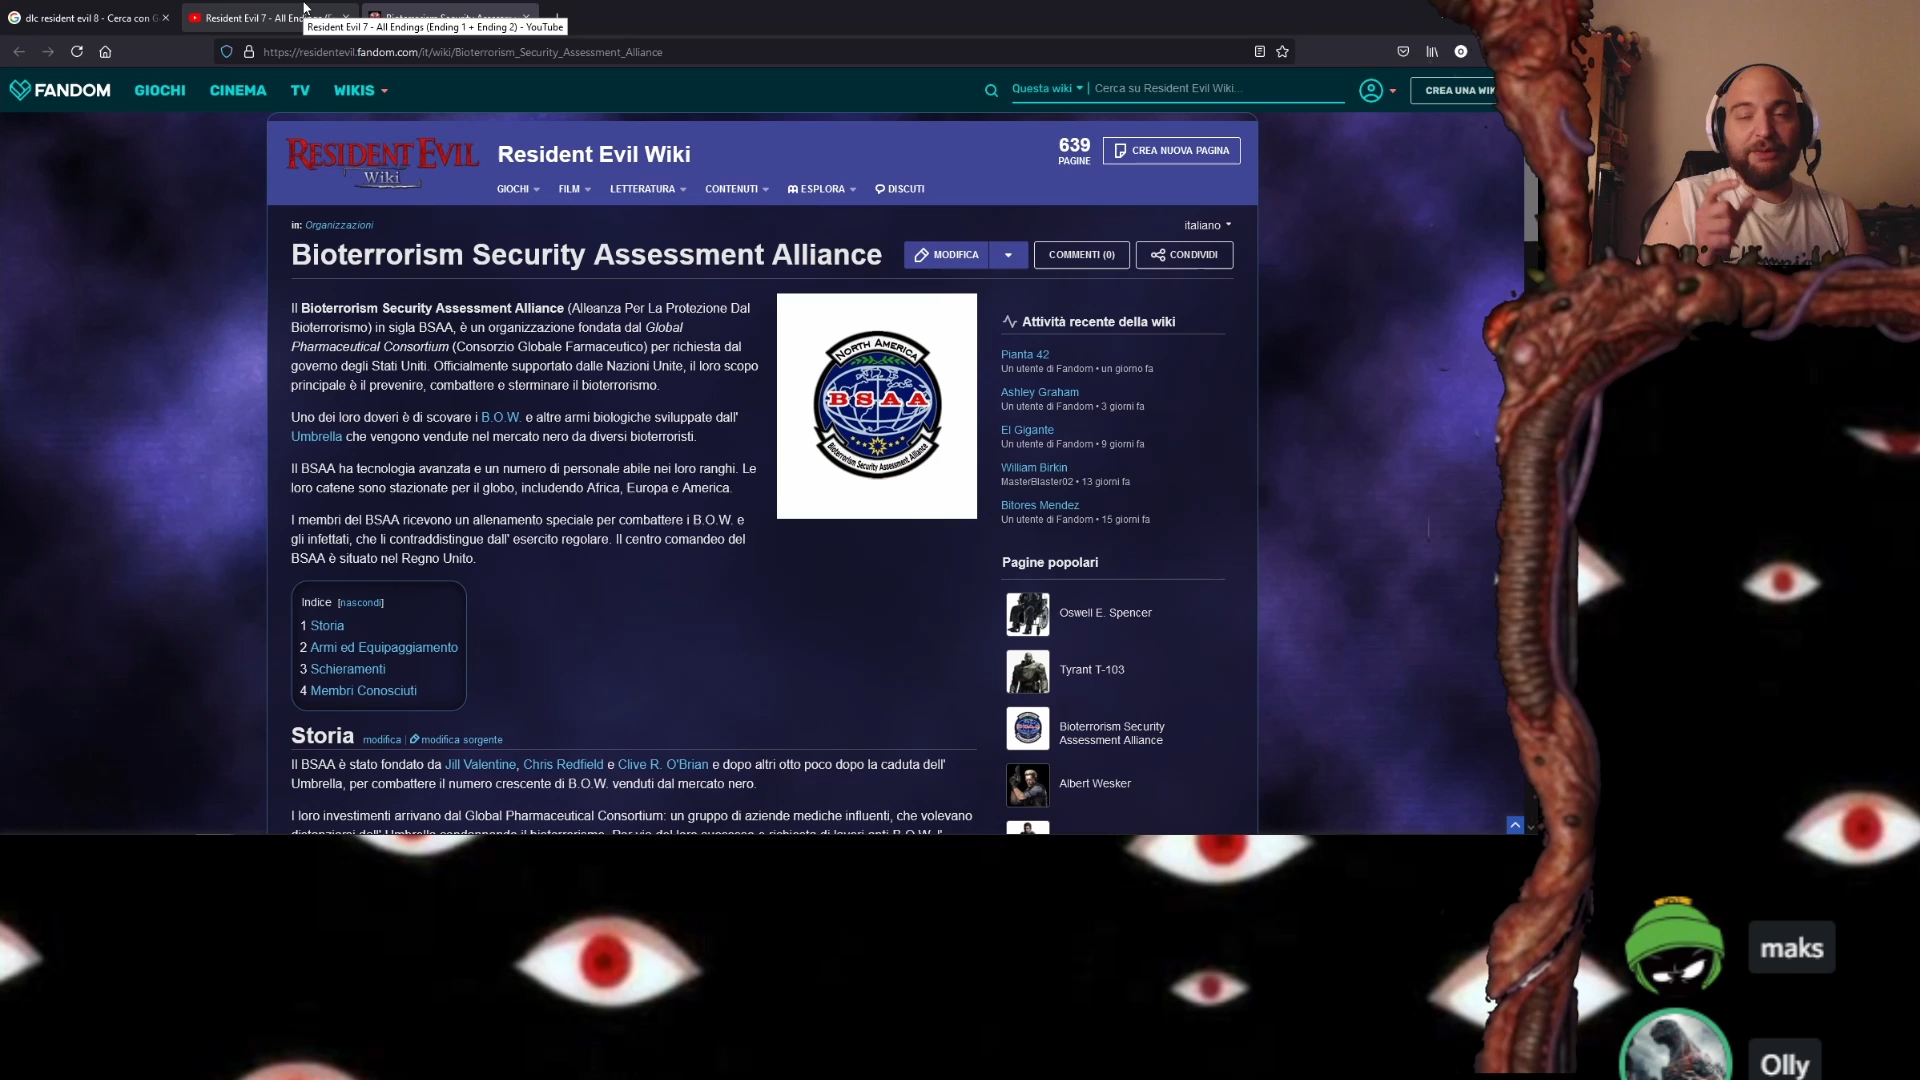 dlc resident evil 8 - Cerca con G
Resident Evil 7 - All Endings (E
Resident Evil 7 - All Endings (Ending 1 + Ending 2) - YouTube
https://residentevil.fandom.com/it/wiki/Bioterrorism_Security_Assessment_Alliance
FANDOM
GIOCHI
CINEMA
TV
WIKIS
Questa wiki
Cerca su Resident Evil Wiki...
CREA UNA WIK
RESIDENT EVIL
Wiki
Resident Evil Wiki
639
PAGINE
CREA NUOVA PAGINA
GIOCHI
FILM
LETTERATURA
CONTENUTI
ESPLORA
DISCUTI
in: Organizzazioni
italiano
Bioterrorism Security Assessment Alliance
MODIFICA
COMMENTI (0)
CONDIVIDI
Il Bioterrorism Security Assessment Alliance (Alleanza Per La Protezione Dal
Bioterrorismo) in sigla BSAA, è un organizzazione fondata dal Global
Pharmaceutical Consortium (Consorzio Globale Farmaceutico) per richiesta dal
governo degli Stati Uniti. Officialmente supportato dalle Nazioni Unite, il loro scopo
principale è il prevenire, combattere e sterminare il bioterrorismo.
Uno dei loro doveri è di scovare i B.O.W. e altre armi biologiche sviluppate dall'
Umbrella che vengono vendute nel mercato nero da diversi bioterroristi.
Il BSAA ha tecnologia avanzata e un numero di personale abile nei loro ranghi. Le
loro catene sono stazionate per il globo, includendo Africa, Europa e America.
I membri del BSAA ricevono un allenamento speciale per combattere i B.O.W. e
gli infettati, che li contraddistingue dall' esercito regolare. Il centro comandeo del
BSAA è situato nel Regno Unito.
NORTH AMERICA
BSAA
Bioterrorism Security Assessment Alliance
Attività recente della wiki
Pianta 42
Un utente di Fandom • un giorno fa
Ashley Graham
Un utente di Fandom • 3 giorni fa
El Gigante
Un utente di Fandom • 9 giorni fa
William Birkin
MasterBlaster02 • 13 giorni fa
Bitores Mendez
Un utente di Fandom • 15 giorni fa
Pagine popolari
Oswell E. Spencer
Tyrant T-103
Bioterrorism Security
Assessment Alliance
Albert Wesker
Indice [nascondi]
1 Storia
2 Armi ed Equipaggiamento
3 Schieramenti
4 Membri Conosciuti
Storia modifica | modifica sorgente
Il BSAA è stato fondato da Jill Valentine, Chris Redfield e Clive R. O'Brian e dopo altri otto poco dopo la caduta dell'
Umbrella, per combattere il numero crescente di B.O.W. venduti dal mercato nero.
I loro investimenti arrivano dal Global Pharmaceutical Consortium: un gruppo di aziende mediche influenti, che volevano
maks
Olly